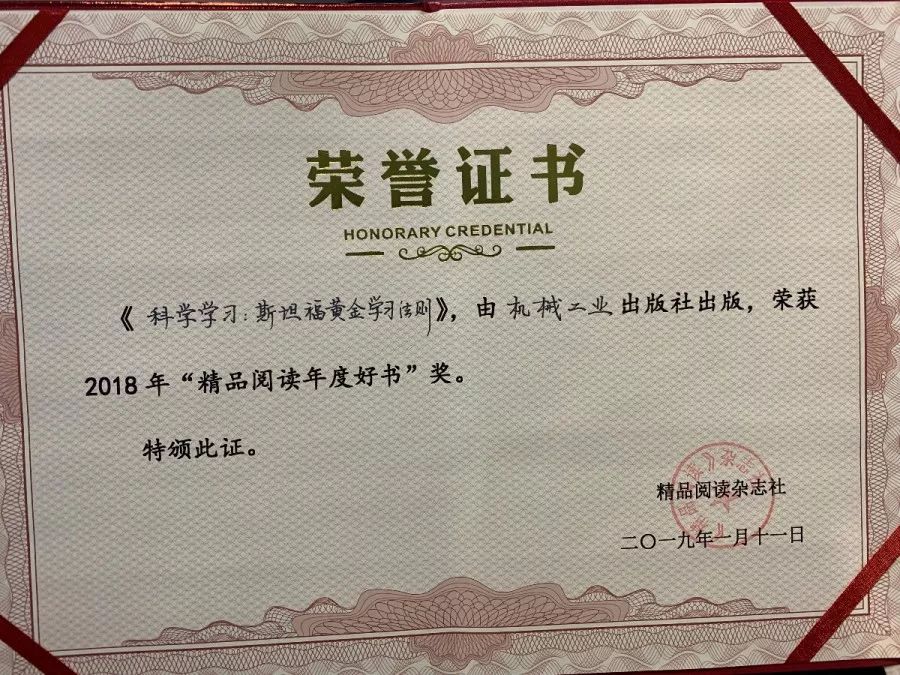 荣誉证书
HONORARY CREDENTIAL
《科学学习:斯坦福黄金学习法则》,由机械工业出版社出版,荣获
2018年“精品阅读年度好书”奖。
特颁此证。
精品阅读杂志社
二〇一九年一月十一日